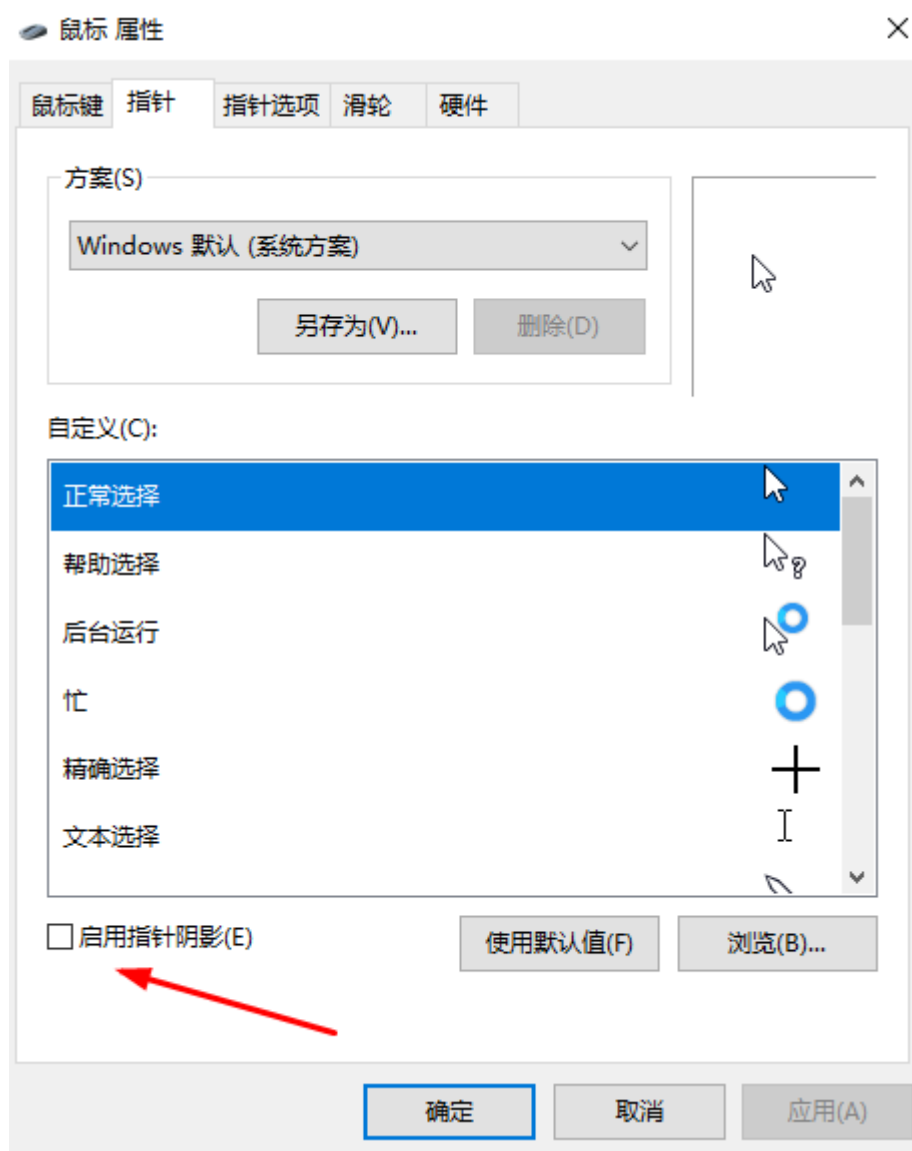 鼠标 属性
鼠标键 指针 指针选项 滑轮 硬件
方案(S)
Windows 默认 (系统方案)
另存为(V)... 删除(D)
自定义(C):
正常选择
帮助选择
后台运行
忙
精确选择
文本选择
启用指针阴影(E) 使用默认值(F) 浏览(B)...
确定 取消 应用(A)